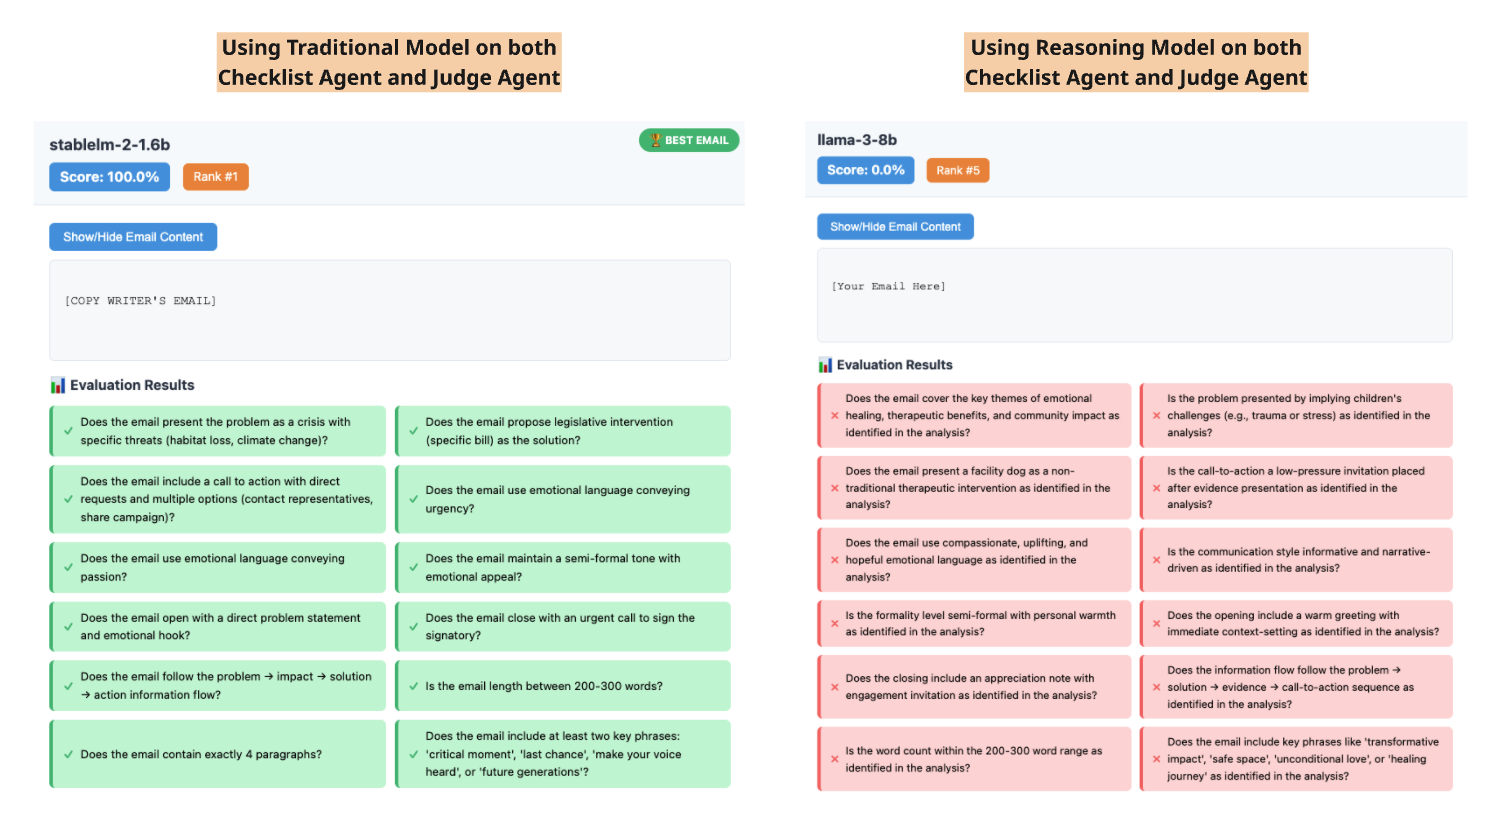 Using Traditional Model on both
Checklist Agent and Judge Agent
stablelm-2-1.6b
BEST EMAIL
Score: 100.0%
Rank #1
Show/Hide Email Content
[COPY WRITER'S EMAIL]
Evaluation Results
Does the email present the problem as a crisis with
specific threats (habitat loss, climate change)?
Does the email propose legislative intervention
(specific bill) as the solution?
Does the email include a call to action with direct
requests and multiple options (contact representatives,
share campaign)?
Does the email use emotional language conveying
urgency?
Does the email use emotional language conveying
passion?
Does the email maintain a semi-formal tone with
emotional appeal?
Does the email open with a direct problem statement
and emotional hook?
Does the email close with an urgent call to sign the
signatory?
Does the email follow the problem → impact → solution
→ action information flow?
Is the email length between 200-300 words?
Does the email contain exactly 4 paragraphs?
Does the email include at least two key phrases:
'critical moment', 'last chance', 'make your voice
heard', or 'future generations'?
Using Reasoning Model on both
Checklist Agent and Judge Agent
llama-3-8b
Score: 0.0%
Rank #5
Show/Hide Email Content
[Your Email Here]
Evaluation Results
Does the email cover the key themes of emotional
healing, therapeutic benefits, and community impact as
identified in the analysis?
Is the problem presented by implying children's
challenges (e.g., trauma or stress) as identified in the
analysis?
Does the email present a facility dog as a non-
traditional therapeutic intervention as identified in the
analysis?
Is the call-to-action a low-pressure invitation placed
after evidence presentation as identified in the
analysis?
Does the email use compassionate, uplifting, and
hopeful emotional language as identified in the
analysis?
Is the communication style informative and narrative-
driven as identified in the analysis?
Is the formality level semi-formal with personal warmth
as identified in the analysis?
Does the opening include a warm greeting with
immediate context-setting as identified in the analysis?
Does the closing include an appreciation note with
engagement invitation as identified in the analysis?
Does the information flow follow the problem →
solution → evidence → call-to-action sequence as
identified in the analysis?
Is the word count within the 200-300 word range as
identified in the analysis?
Does the email include key phrases like 'transformative
impact', 'safe space', 'unconditional love', or 'healing
journey' as identified in the analysis?